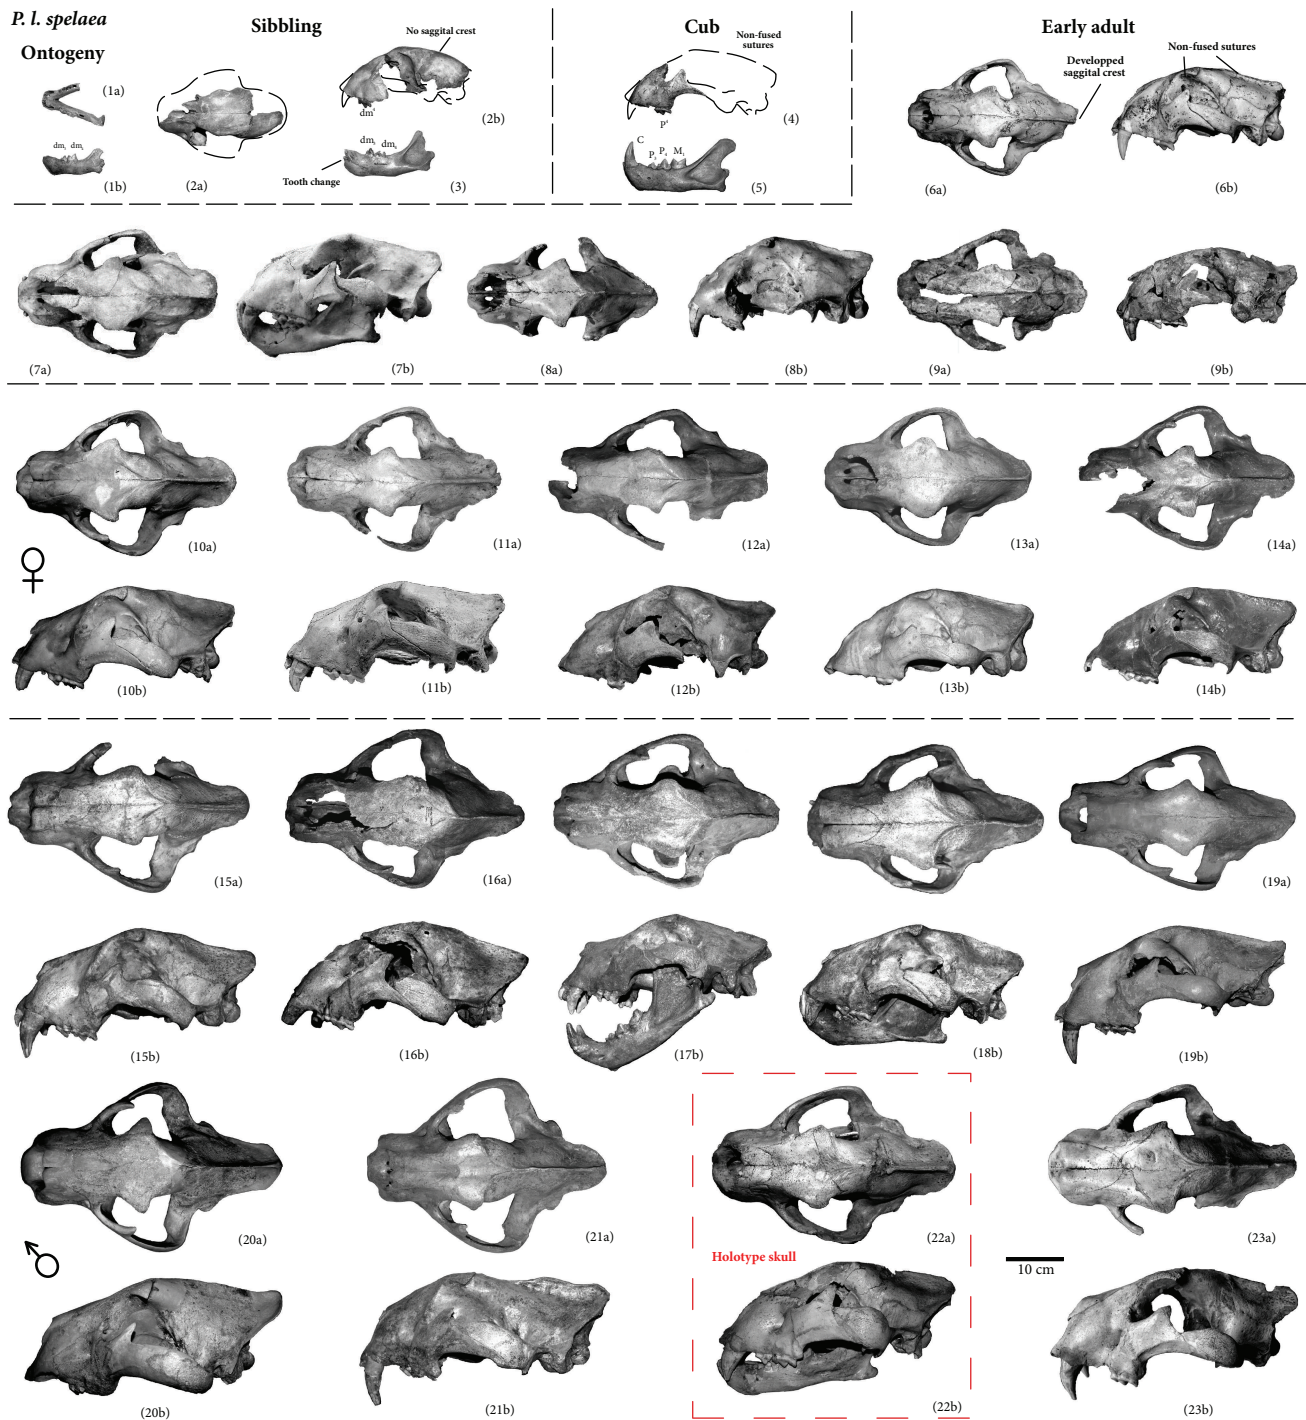 P. l. spelaea
Ontogeny
Sibbling
Cub
Early adult
No saggital crest
Non-fused
sutures
Developped
saggital crest
Non-fused sutures
(1a)
dm⁴
(2b)
P⁴
(4)
dm₃ dm₄
(1b)
(2a)
dm₃ dm₄
Tooth change
(3)
C
P₃ P₄ M₁
(5)
(6a)
(6b)
(7a)
(7b)
(8a)
(8b)
(9a)
(9b)
(10a)
(11a)
(12a)
(13a)
(14a)
♀
(10b)
(11b)
(12b)
(13b)
(14b)
(15a)
(16a)
(19a)
(15b)
(16b)
(17b)
(18b)
(19b)
(20a)
(21a)
(22a)
(23a)
♂
Holotype skull
10 cm
(20b)
(21b)
(22b)
(23b)